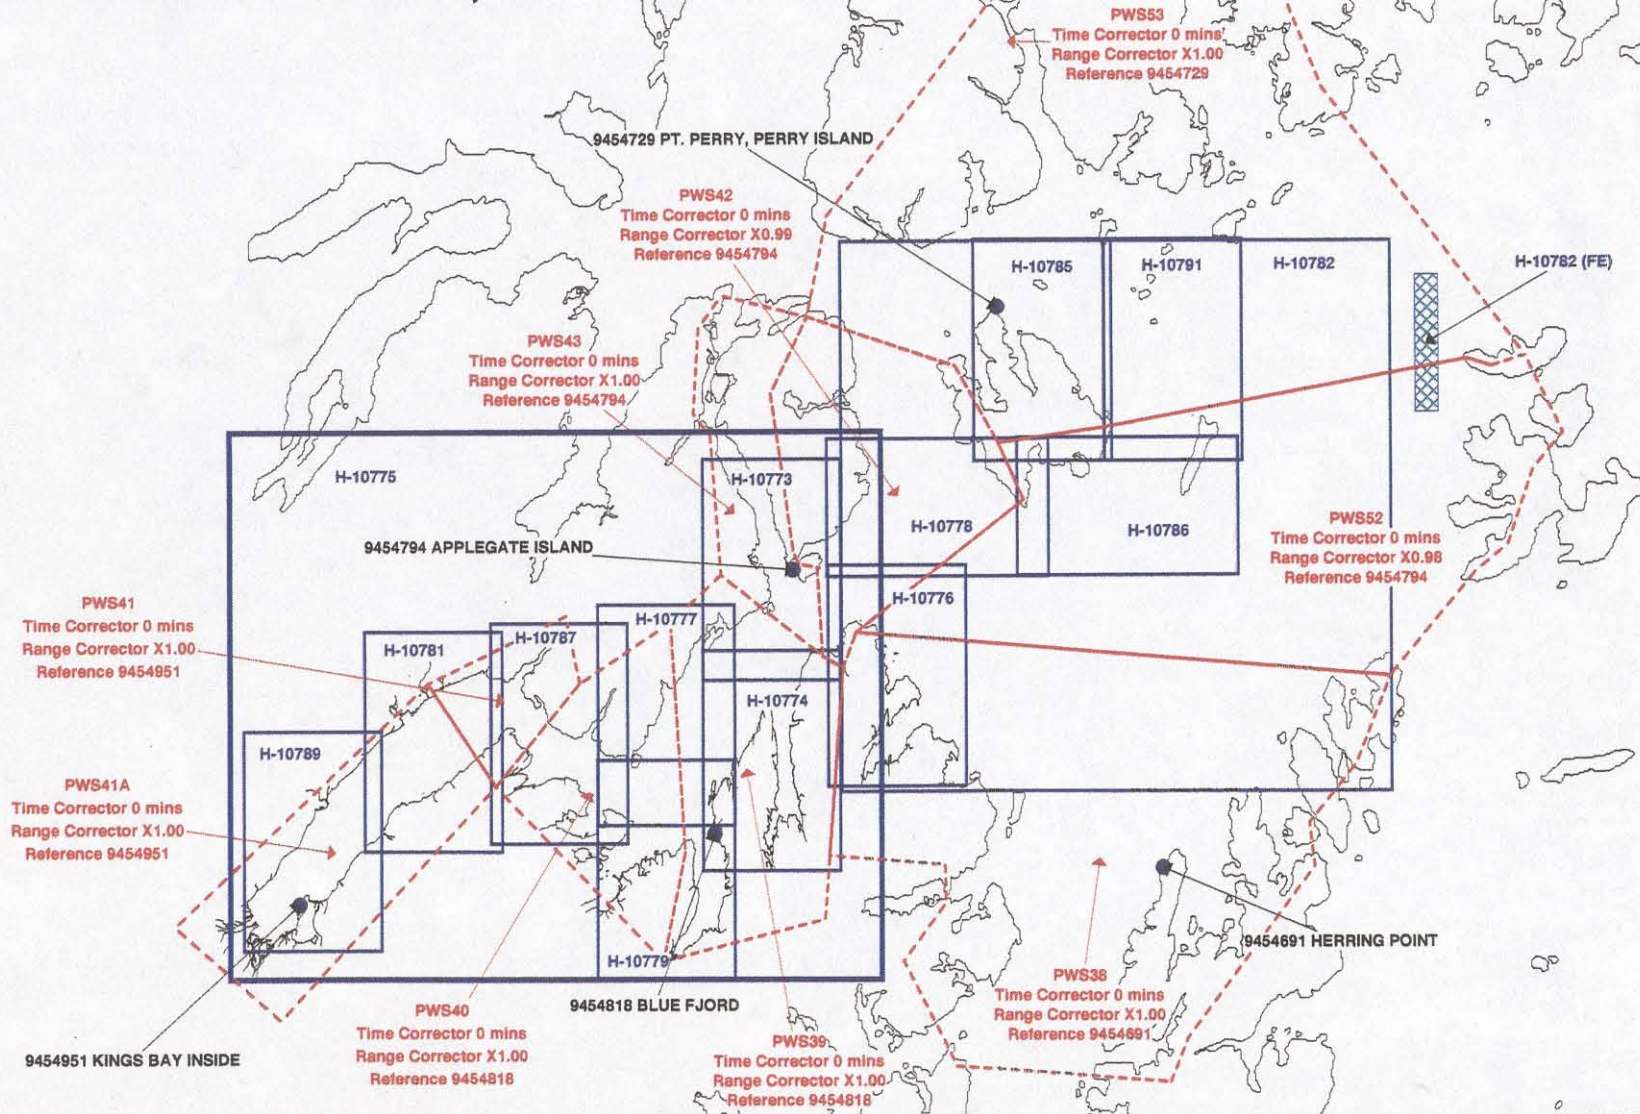 PWS53
Time Corrector 0 mins
Range Corrector X1.00
Reference 9454729
9454729 PT. PERRY, PERRY ISLAND
PWS42
Time Corrector 0 mins
Range Corrector X0.99
Reference 9454794
H-10785
H-10791
H-10782
H-10782 (FE)
PWS43
Time Corrector 0 mins
Range Corrector X1.00
Reference 9454794
H-10775
H-10773
H-10778
H-10786
PWS52
Time Corrector 0 mins
Range Corrector X0.98
Reference 9454794
9454794 APPLEGATE ISLAND
H-10776
PWS41
Time Corrector 0 mins
Range Corrector X1.00
Reference 9454951
H-10781
H-10787
H-10777
H-10774
H-10789
PWS41A
Time Corrector 0 mins
Range Corrector X1.00
Reference 9454951
H-10779
9454691 HERRING POINT
PWS38
Time Corrector 0 mins
Range Corrector X1.00
Reference 9454691
9454818 BLUE FJORD
PWS40
Time Corrector 0 mins
Range Corrector X1.00
Reference 9454818
PWS39
Time Corrector 0 mins
Range Corrector X1.00
Reference 9454818
9454951 KINGS BAY INSIDE